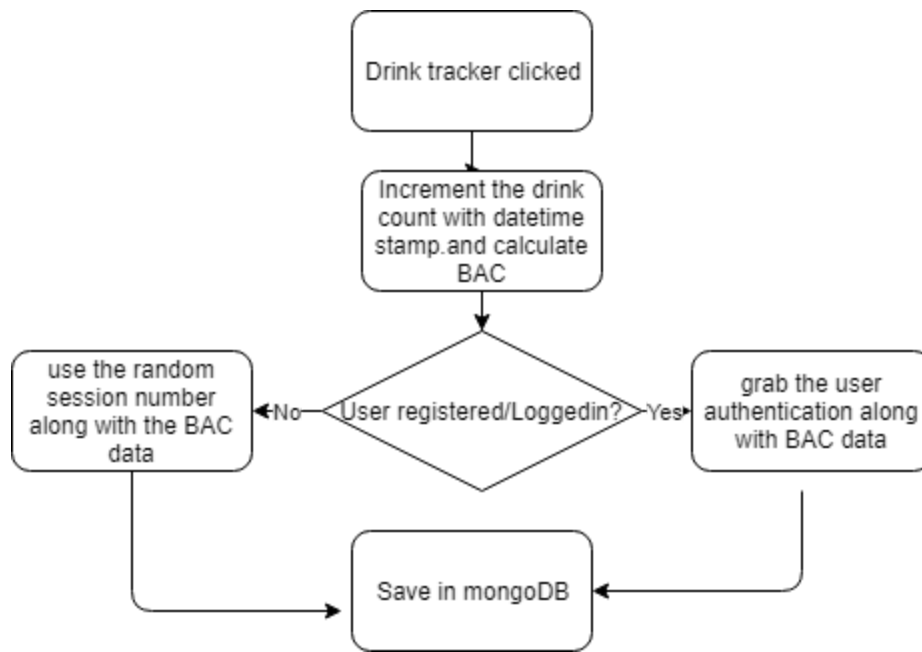 Drink tracker clicked
Increment the drink
count with datetime
stamp.and calculate
BAC
use the random
session number
along with the BAC
data
No
User registered/Loggedin?
Yes
grab the user
authentication along
with BAC data
Save in mongoDB